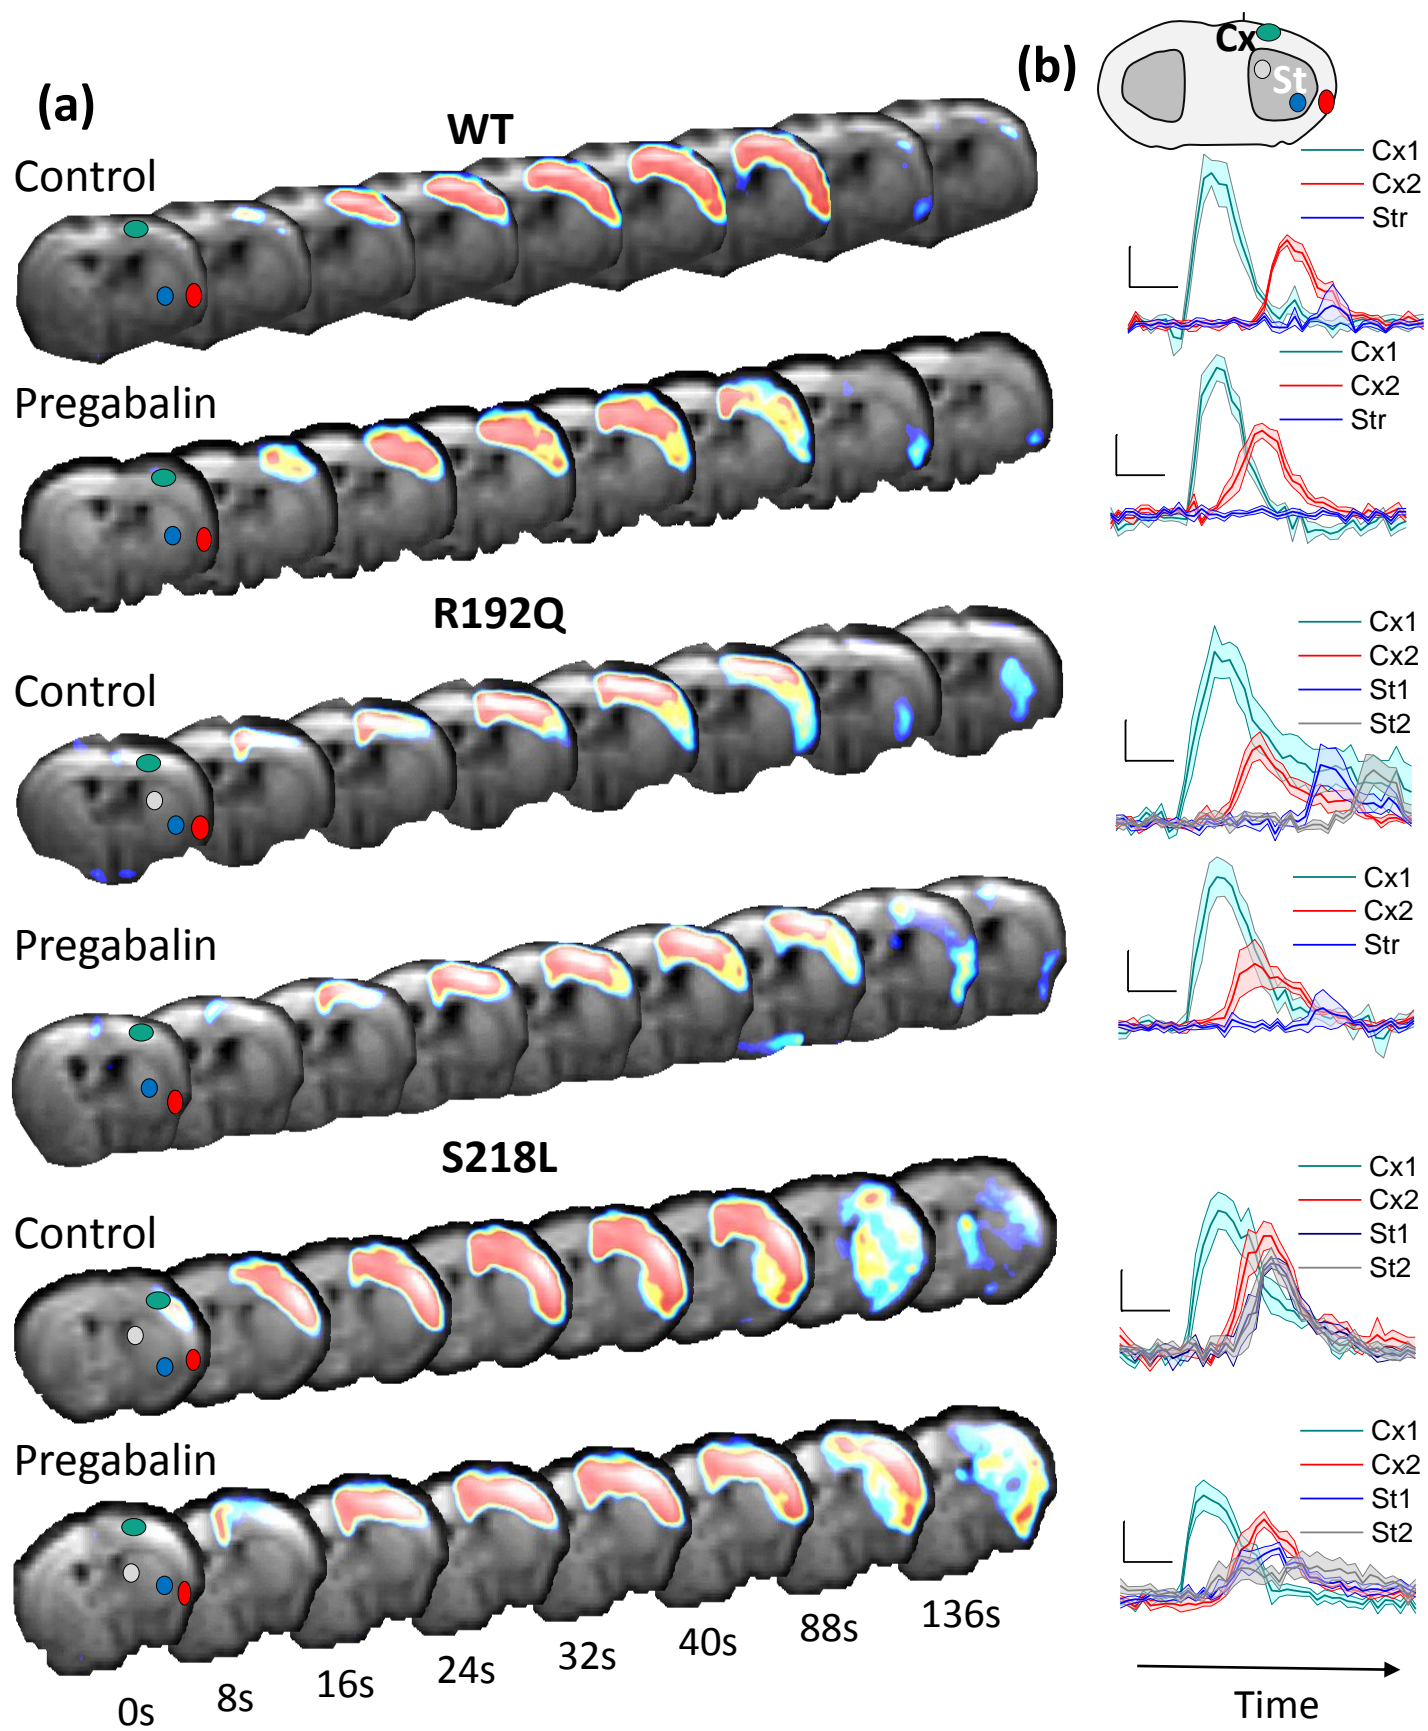 (a)
WT
Control
Pregabalin
R192Q
Control
Pregabalin
S218L
Control
Pregabalin
0s
8s
16s
24s
32s
40s
88s
136s
(b)
Cx
St
Cx1
Cx2
Str
Cx1
Cx2
Str
Cx1
Cx2
St1
St2
Cx1
Cx2
Str
Cx1
Cx2
St1
St2
Cx1
Cx2
St1
St2
Time